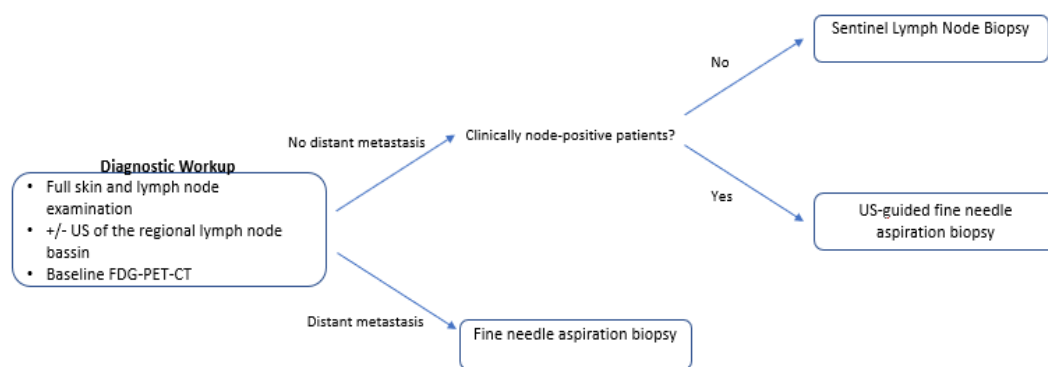 Diagnostic Workup
• Full skin and lymph node
examination
• +/- US of the regional lymph node
bassin
• Baseline FDG-PET-CT
No distant metastasis
Distant metastasis
Clinically node-positive patients?
Fine needle aspiration biopsy
No
Yes
Sentinel Lymph Node Biopsy
US-guided fine needle
aspiration biopsy